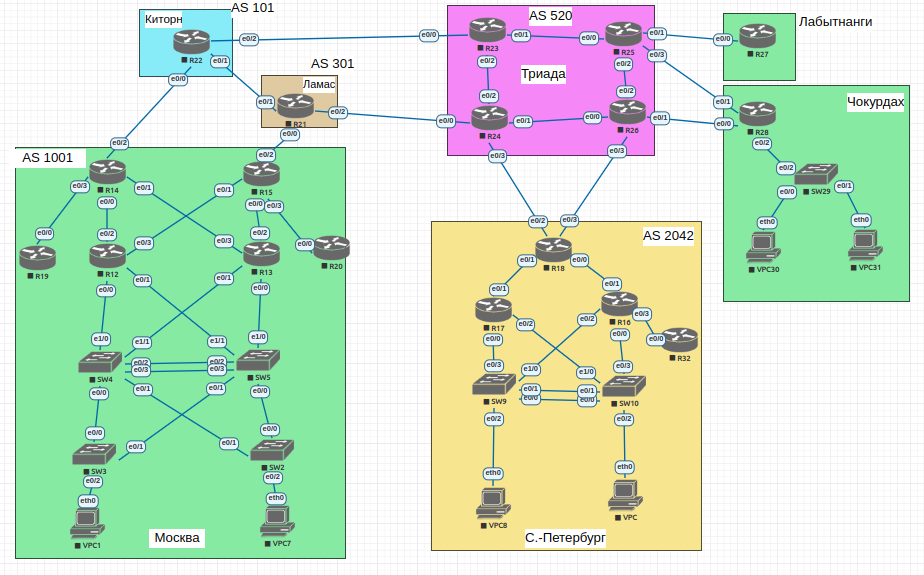 AS 101
Киторн
e0/2
R22
e0/1
e0/0
AS 301
Ламас
e0/1
e0/2
R21
e0/0
AS 520
e0/0
R23
e0/1
e0/0
R25
e0/1
e0/3
e0/2
e0/2
Триада
e0/2
e0/2
e0/0
R24
e0/1
e0/0
R26
e0/1
e0/3
e0/3
Лабытнанги
e0/0
R27
Чокурдах
e0/1
e0/0
R28
e0/2
e0/2
SW29
e0/0
e0/1
eth0
eth0
VPC30
VPC31
AS 1001
e0/2
e0/2
R14
R15
e0/3
e0/1
e0/0
e0/1
e0/0
e0/3
e0/0
e0/2
e0/3
e0/3
e0/2
e0/0
R19
R12
R13
R20
e0/0
e0/1
e0/1
e0/0
e1/0
e1/1
e1/1
e1/0
e0/2
e0/3
e0/2
e0/3
SW4
SW5
e0/0
e0/1
e0/1
e0/0
e0/0
e0/1
e0/1
e0/0
SW3
SW2
e0/2
e0/2
eth0
eth0
VPC1
VPC7
Москва
AS 2042
e0/2
e0/3
R18
e0/1
e0/0
e0/1
e0/1
R17
R16
e0/2
e0/2
e0/3
e0/0
e0/0
e0/0
R32
e0/3
e1/0
e1/0
e0/3
SW9
e0/1
e0/0
e0/1
e0/0
SW10
e0/2
e0/2
eth0
eth0
VPC8
VPC
С.-Петербург